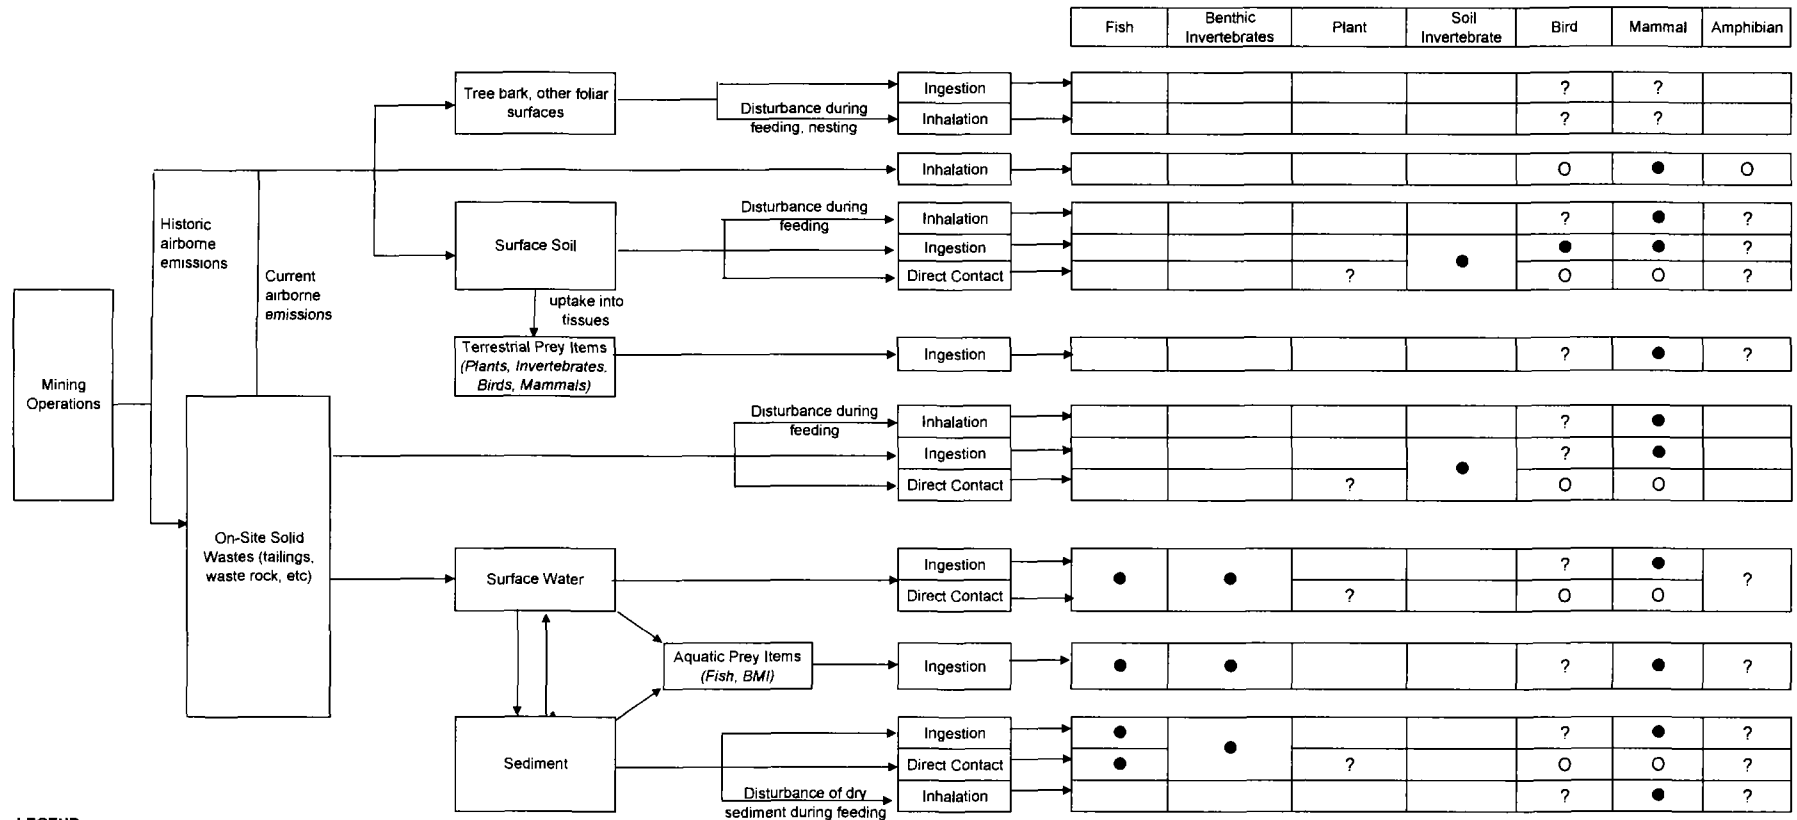 Fish Benthic Invertebrates Plant Soil Invertebrate Bird Mammal Amphibian
Tree bark, other foliar
surfaces
Disturbance during
feeding, nesting
Ingestion ? ?
Inhalation ? ?
Inhalation O ● O
Historic
airborne
emissions
Current
airborne
emissions
Surface Soil
Disturbance during
feeding
Inhalation ? ● ?
Ingestion ● ● ● ?
Direct Contact ? O O ?
uptake into
tissues
Terrestrial Prey Items
(Plants, Invertebrates,
Birds, Mammals)
Ingestion ? ● ?
Mining
Operations
Disturbance during
feeding
Inhalation ? ●
Ingestion ● ? ●
Direct Contact ? O O
On-Site Solid
Wastes (tailings,
waste rock, etc)
Surface Water
Ingestion ● ● ? ● ?
Direct Contact ? O O
Aquatic Prey Items
(Fish, BMI)
Ingestion ● ● ? ● ?
Sediment
Ingestion ● ● ? ● ?
Direct Contact ● ? O O ?
Inhalation ? ● ?
Disturbance of dry
sediment during feeding